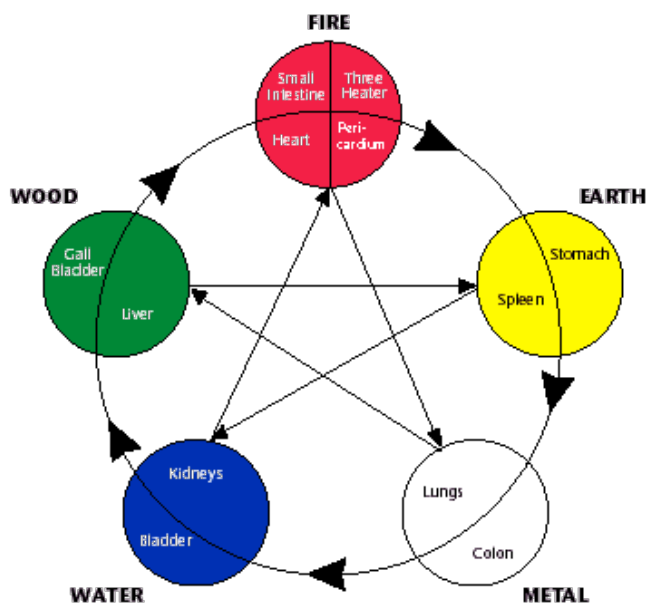 FIRE
Small
Intestine
Three
Heater
Heart
Peri-
cardium
WOOD
Gall
Bladder
Liver
EARTH
Stomach
Spleen
Kidneys
Bladder
WATER
Lungs
Colon
METAL